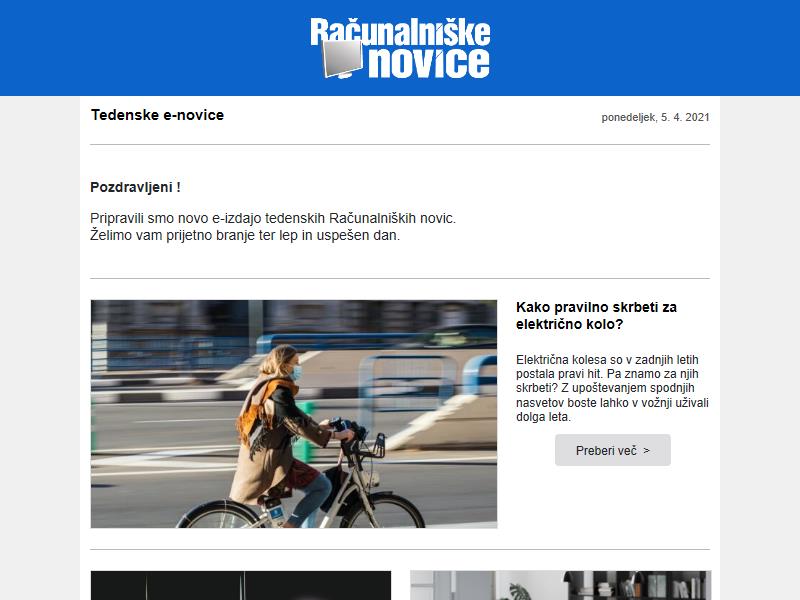 Računalniške
novice
Tedenske e-novice
ponedeljek, 5. 4. 2021
Pozdravljeni !
Pripravili smo novo e-izdajo tedenskih Računalniških novic.
Želimo vam prijetno branje ter lep in uspešen dan.
Kako pravilno skrbeti za
električno kolo?
Električna kolesa so v zadnjih letih
postala pravi hit. Pa znamo za njih
skrbeti? Z upoštevanjem spodnjih
nasvetov boste lahko v vožnji uživali
dolga leta.
Preberi več >